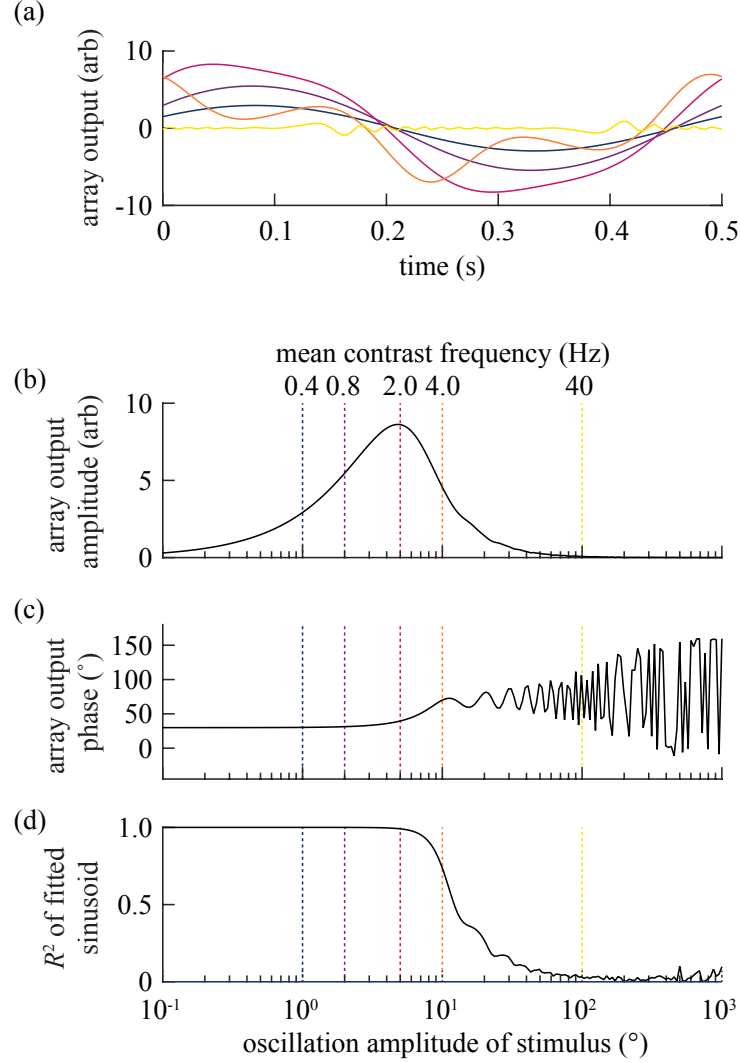 (a)
array output (arb)
10
0
-10
0
0.1
0.2
0.3
0.4
0.5
time (s)
mean contrast frequency (Hz)
(b)
0.4
0.8
2.0
4.0
40
array output
amplitude (arb)
10
5
0
(c)
array output
phase (°)
150
100
50
0
(d)
R² of fitted
sinusoid
1.0
0.5
0
10⁻¹
10⁰
10¹
10²
10³
oscillation amplitude of stimulus (°)